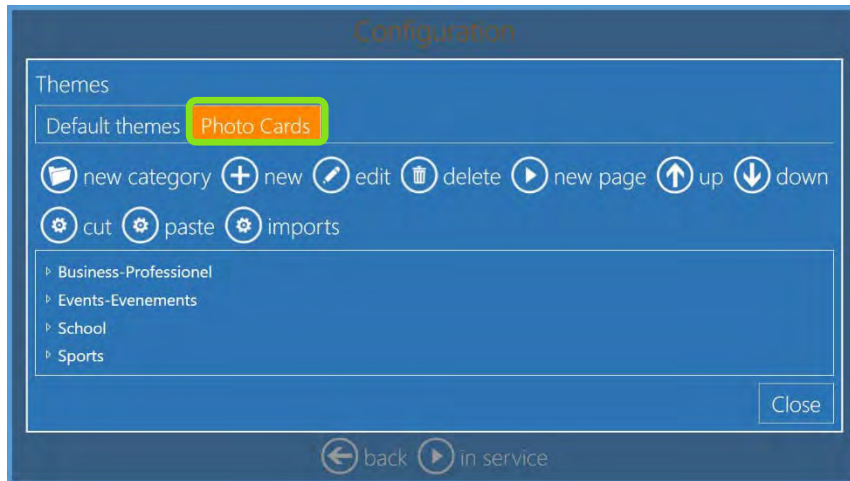 Configuration
Themes
Default themes Photo Cards
new category new edit delete new page up down
cut paste imports
Business-Professionel
Events-Evenements
School
Sports
Close
back in service